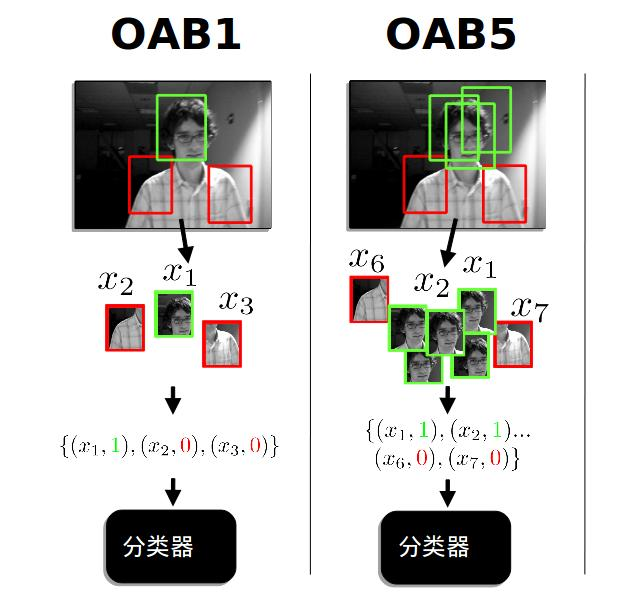 OAB1
x₂ x₁ x₃
{(x₁,1),(x₂,0),(x₃,0)}
分类器
OAB5
x₆ x₂ x₁ x₇
{(x₁,1),(x₂,1)...
(x₆,0),(x₇,0)}
分类器